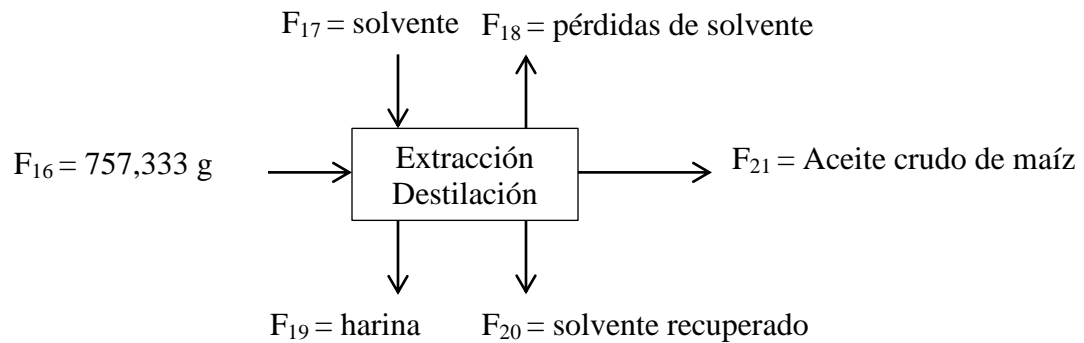 F₁₇ = solvente F₁₈ = pérdidas de solvente
F₁₆ = 757,333 g
Extracción
Destilación
F₂₁ = Aceite crudo de maíz
F₁₉ = harina F₂₀ = solvente recuperado